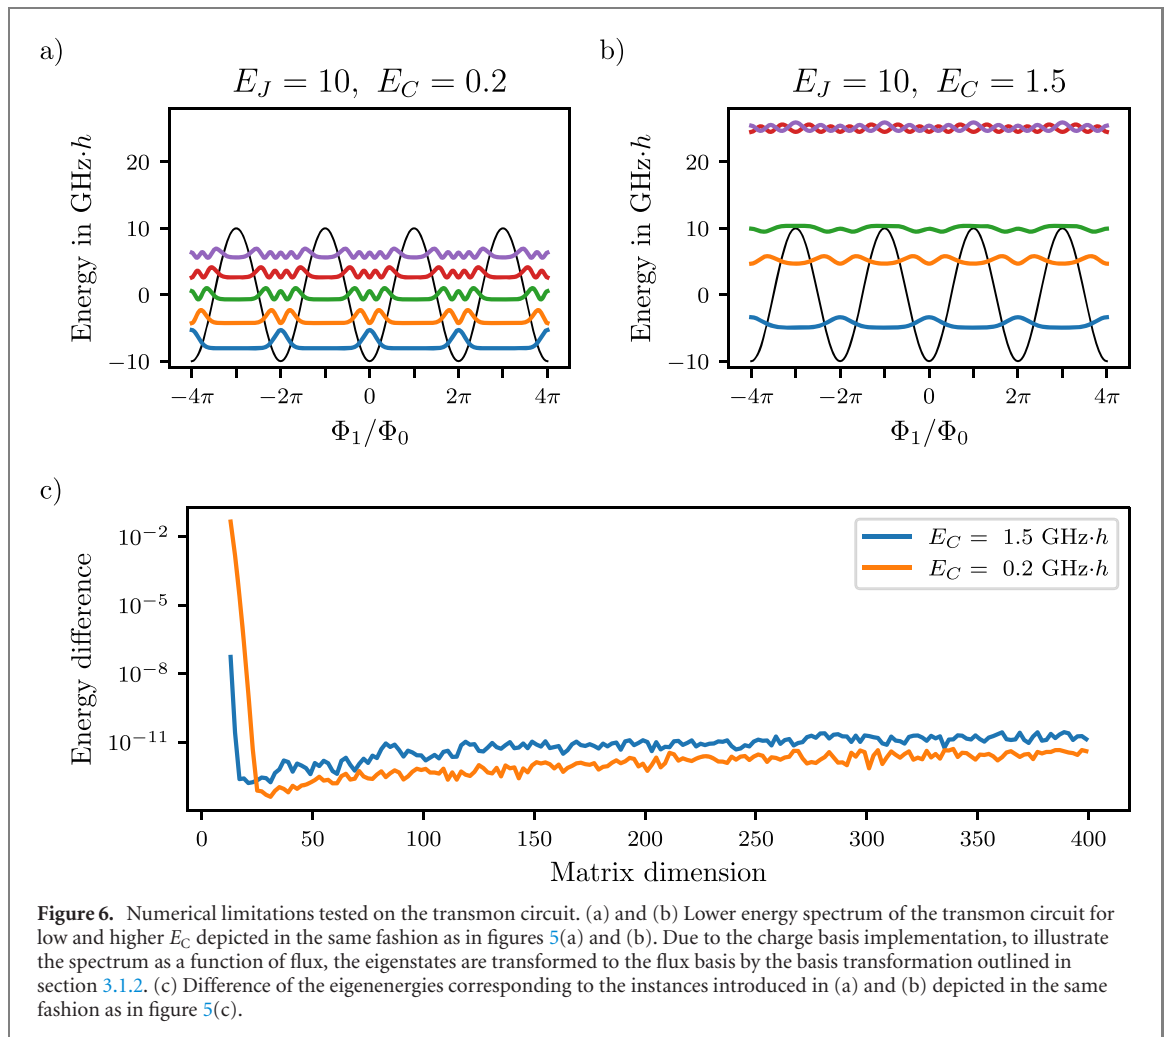 a)
E_J = 10, E_C = 0.2
Energy in GHz·h
20
10
0
−10
−4π −2π 0 2π 4π
Φ_1/Φ_0
b)
E_J = 10, E_C = 1.5
Energy in GHz·h
20
10
0
−10
−4π −2π 0 2π 4π
Φ_1/Φ_0
c)
Energy difference
10^−2
10^−5
10^−8
10^−11
E_C = 1.5 GHz·h
E_C = 0.2 GHz·h
0 50 100 150 200 250 300 350 400
Matrix dimension
Figure 6. Numerical limitations tested on the transmon circuit. (a) and (b) Lower energy spectrum of the transmon circuit for
low and higher E_C depicted in the same fashion as in figures 5(a) and (b). Due to the charge basis implementation, to illustrate
the spectrum as a function of flux, the eigenstates are transformed to the flux basis by the basis transformation outlined in
section 3.1.2. (c) Difference of the eigenenergies corresponding to the instances introduced in (a) and (b) depicted in the same
fashion as in figure 5(c).